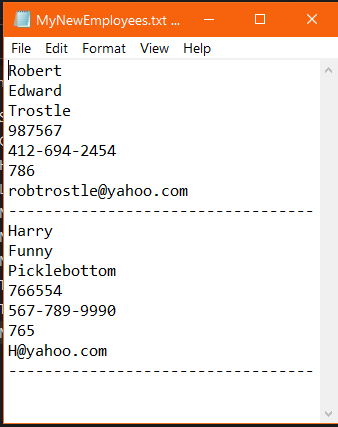 MyNewEmployees.txt ...
File Edit Format View Help
Robert
Edward
Trostle
987567
412-694-2454
786
robtrostle@yahoo.com
----------------------------------
Harry
Funny
Picklebottom
766554
567-789-9990
765
H@yahoo.com
----------------------------------